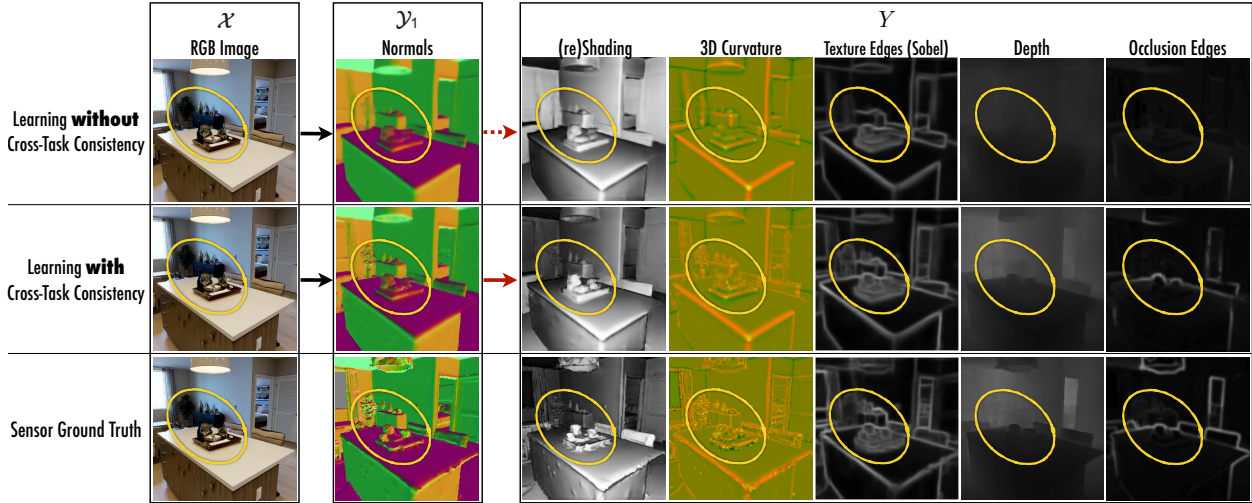 𝒳
𝒴₁
Y
RGB Image
Normals
(re)Shading
3D Curvature
Texture Edges (Sobel)
Depth
Occlusion Edges
Learning without
Cross-Task Consistency
Learning with
Cross-Task Consistency
Sensor Ground Truth